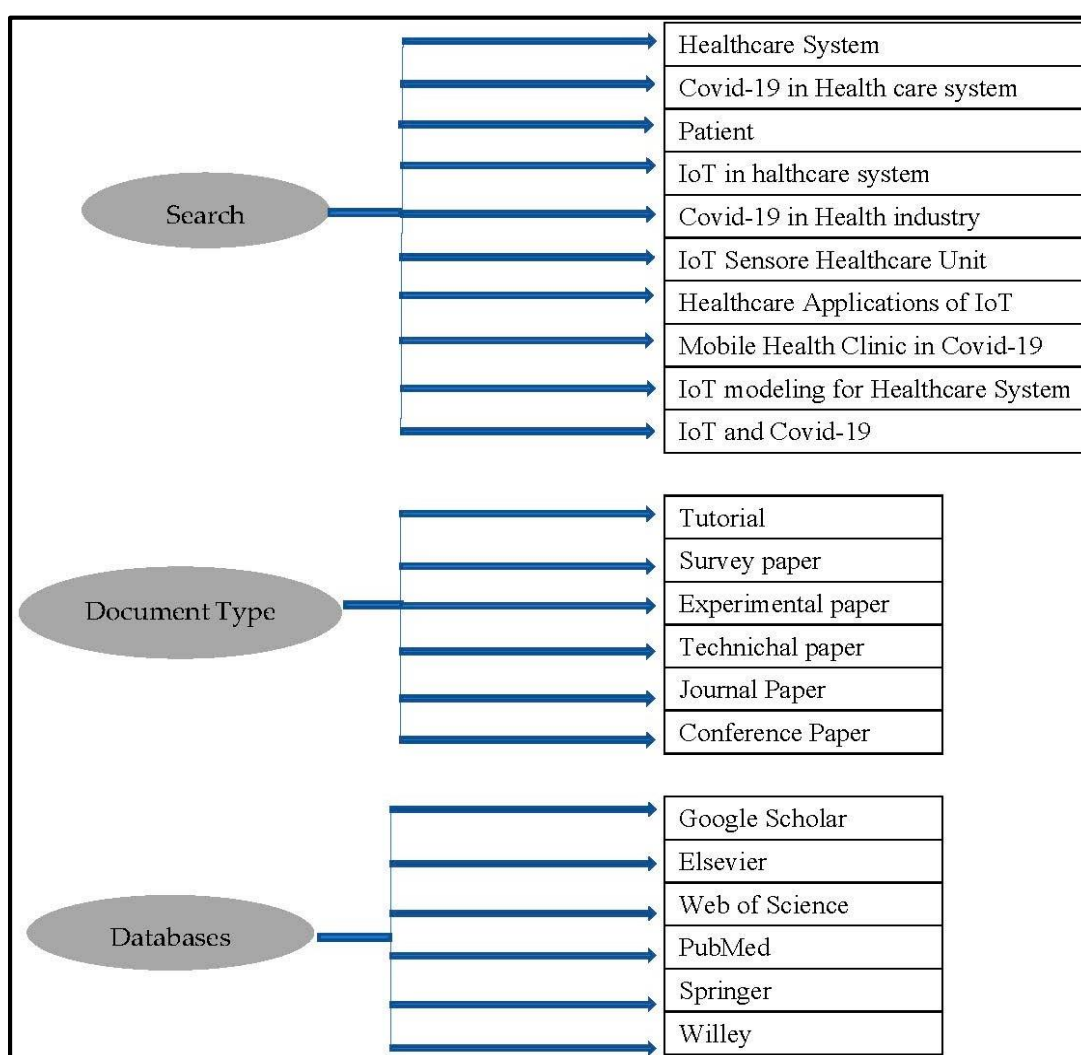 Search
Healthcare System
Covid-19 in Health care system
Patient
IoT in halthcare system
Covid-19 in Health industry
IoT Sensore Healthcare Unit
Healthcare Applications of IoT
Mobile Health Clinic in Covid-19
IoT modeling for Healthcare System
IoT and Covid-19
Document Type
Tutorial
Survey paper
Experimental paper
Technichal paper
Journal Paper
Conference Paper
Databases
Google Scholar
Elsevier
Web of Science
PubMed
Springer
Willey